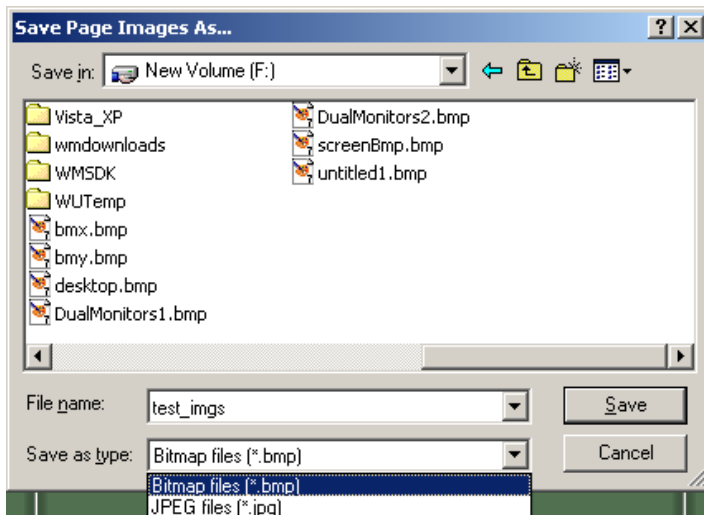 Save Page Images As...
Save in: New Volume (F:)
Vista_XP
wmdownloads
WMSDK
WUTemp
bmx.bmp
bmy.bmp
desktop.bmp
DualMonitors1.bmp
DualMonitors2.bmp
screenBmp.bmp
untitled1.bmp
File name: test_imgs Save
Save as type: Bitmap files (*.bmp) Cancel
Bitmap files (*.bmp)
JPEG files (*.jpg)